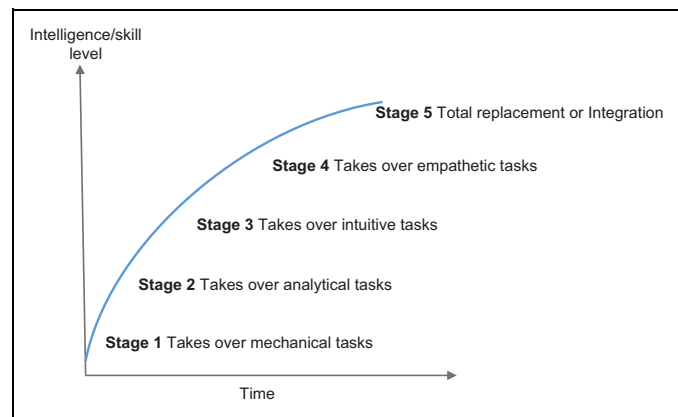 Intelligence/skill
level
Stage 5 Total replacement or Integration
Stage 4 Takes over empathetic tasks
Stage 3 Takes over intuitive tasks
Stage 2 Takes over analytical tasks
Stage 1 Takes over mechanical tasks
Time